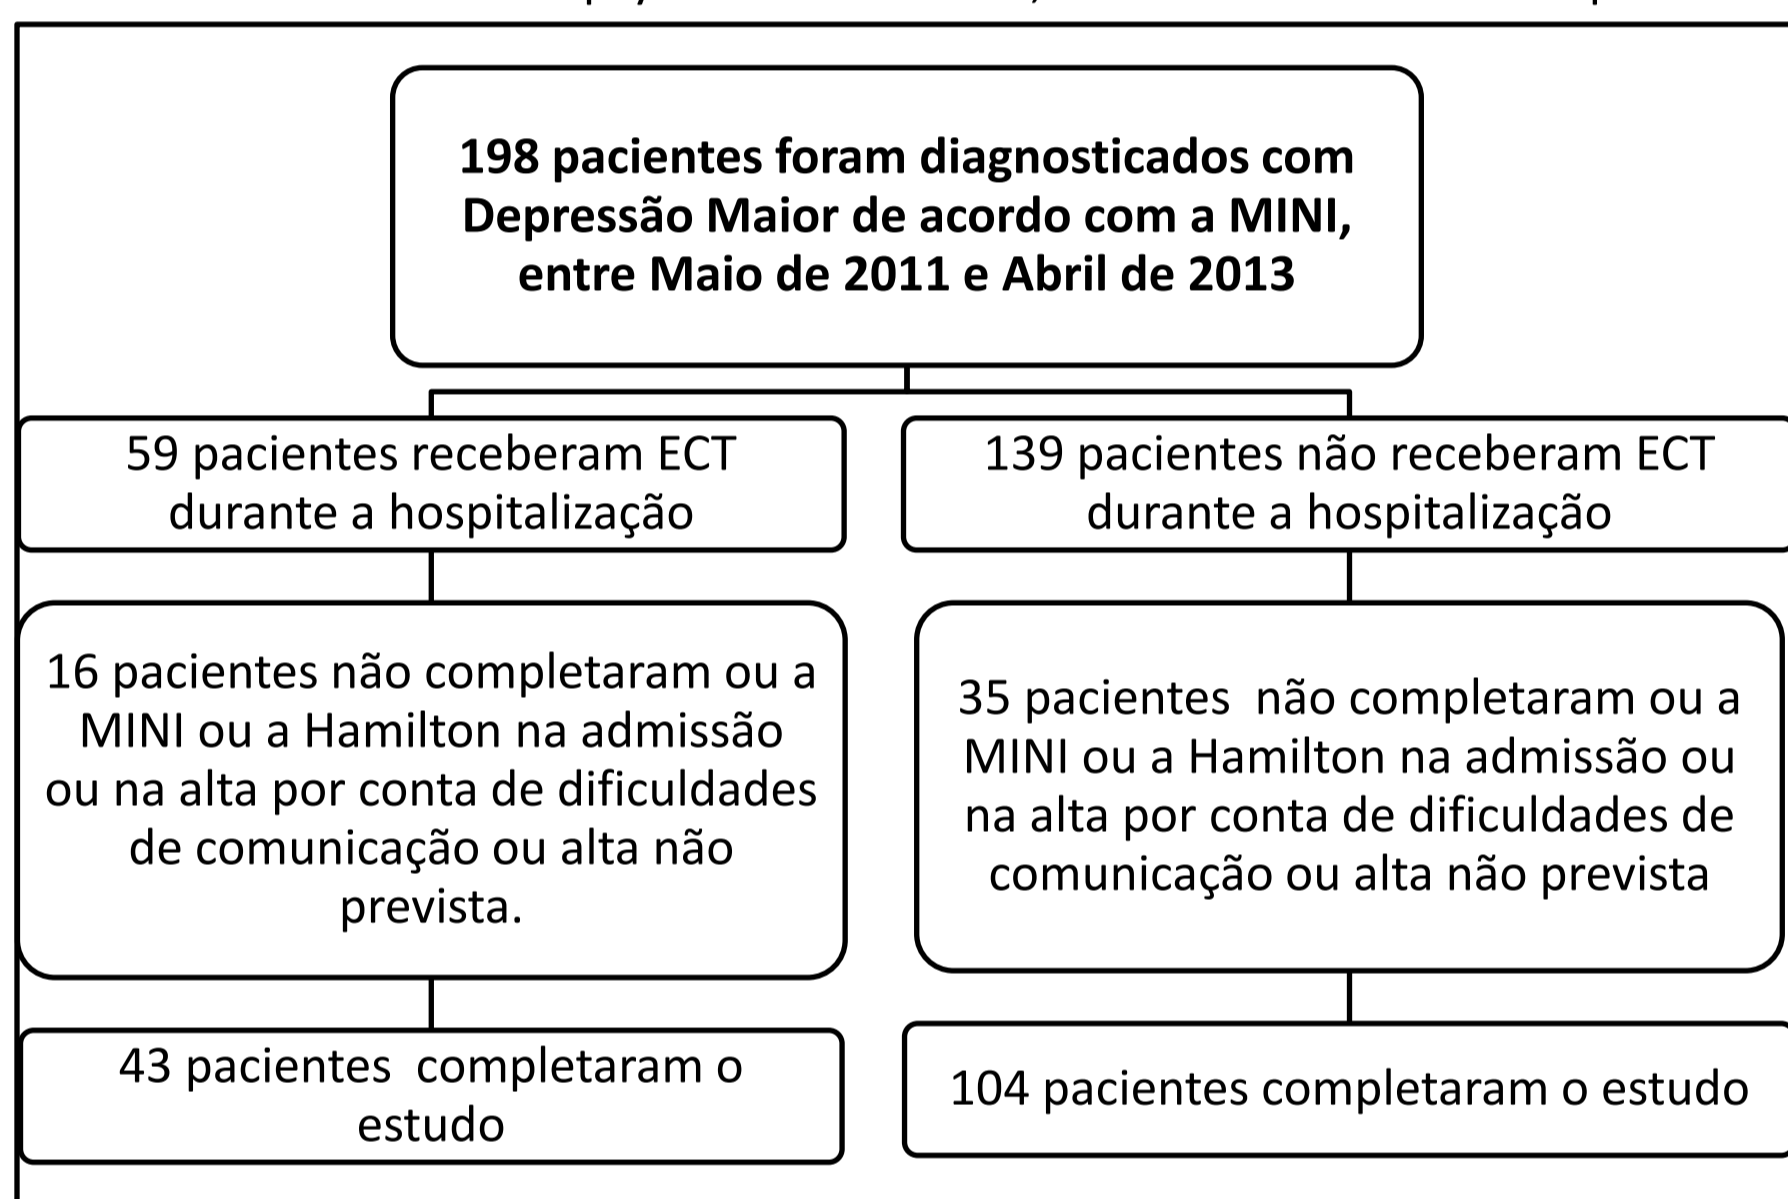 198 pacientes foram diagnosticados com
Depressão Maior de acordo com a MINI,
entre Maio de 2011 e Abril de 2013
59 pacientes receberam ECT
durante a hospitalização
139 pacientes não receberam ECT
durante a hospitalização
16 pacientes não completaram ou a
MINI ou a Hamilton na admissão
ou na alta por conta de dificuldades
de comunicação ou alta não
prevista.
35 pacientes não completaram ou a
MINI ou a Hamilton na admissão ou
na alta por conta de dificuldades de
comunicação ou alta não prevista
43 pacientes completaram o
estudo
104 pacientes completaram o estudo